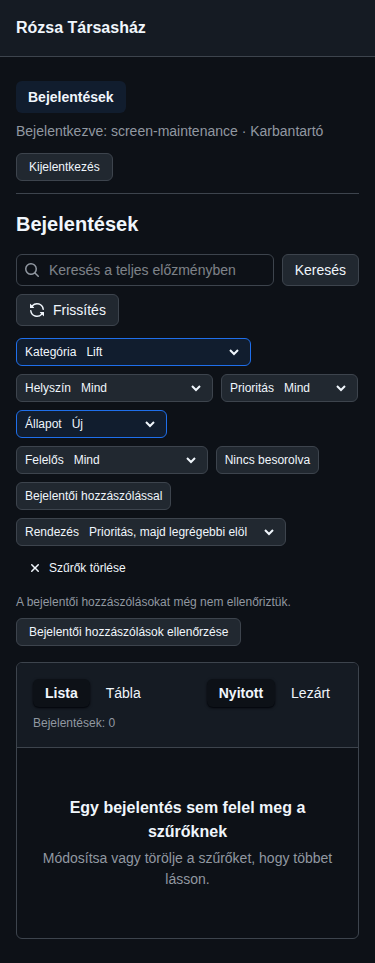 Rózsa Társasház
Bejelentések
Bejelentkezve: screen-maintenance · Karbantartó
Kijelentkezés
Bejelentések
Keresés a teljes előzményben
Keresés
Frissítés
Kategória Lift
Helyszín Mind
Prioritás Mind
Állapot Új
Felelős Mind
Nincs besorolva
Bejelentői hozzászólással
Rendezés Prioritás, majd legrégebbi elöl
Szűrők törlése
A bejelentői hozzászólásokat még nem ellenőriztük.
Bejelentői hozzászólások ellenőrzése
Lista Tábla
Nyitott Lezárt
Bejelentések: 0
Egy bejelentés sem felel meg a
szűrőknek
Módosítsa vagy törölje a szűrőket, hogy többet
lásson.